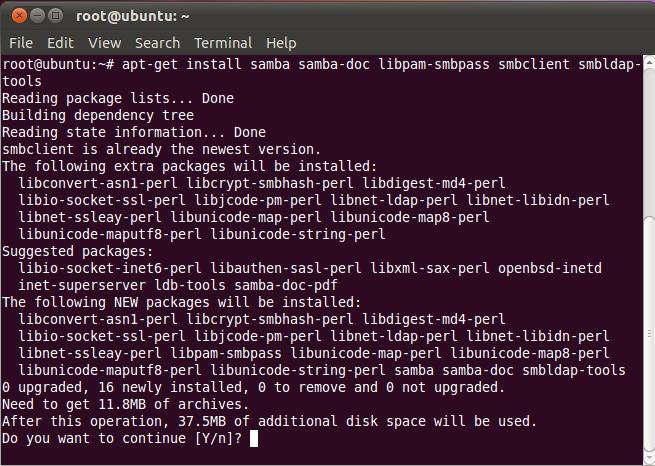 root@ubuntu: ~
File Edit View Search Terminal Help
root@ubuntu:~# apt-get install samba samba-doc libpam-smbpass smbclient smbldap-
tools
Reading package lists... Done
Building dependency tree
Reading state information... Done
smbclient is already the newest version.
The following extra packages will be installed:
  libconvert-asn1-perl libcrypt-smbhash-perl libdigest-md4-perl
  libio-socket-ssl-perl libjcode-pm-perl libnet-ldap-perl libnet-libidn-perl
  libnet-ssleay-perl libunicode-map-perl libunicode-map8-perl
  libunicode-maputf8-perl libunicode-string-perl
Suggested packages:
  libio-socket-inet6-perl libauthen-sasl-perl libxml-sax-perl openbsd-inetd
  inet-superserver ldb-tools samba-doc-pdf
The following NEW packages will be installed:
  libconvert-asn1-perl libcrypt-smbhash-perl libdigest-md4-perl
  libio-socket-ssl-perl libjcode-pm-perl libnet-ldap-perl libnet-libidn-perl
  libnet-ssleay-perl libpam-smbpass libunicode-map-perl libunicode-map8-perl
  libunicode-maputf8-perl libunicode-string-perl samba samba-doc smbldap-tools
0 upgraded, 16 newly installed, 0 to remove and 0 not upgraded.
Need to get 11.8MB of archives.
After this operation, 37.5MB of additional disk space will be used.
Do you want to continue [Y/n]?